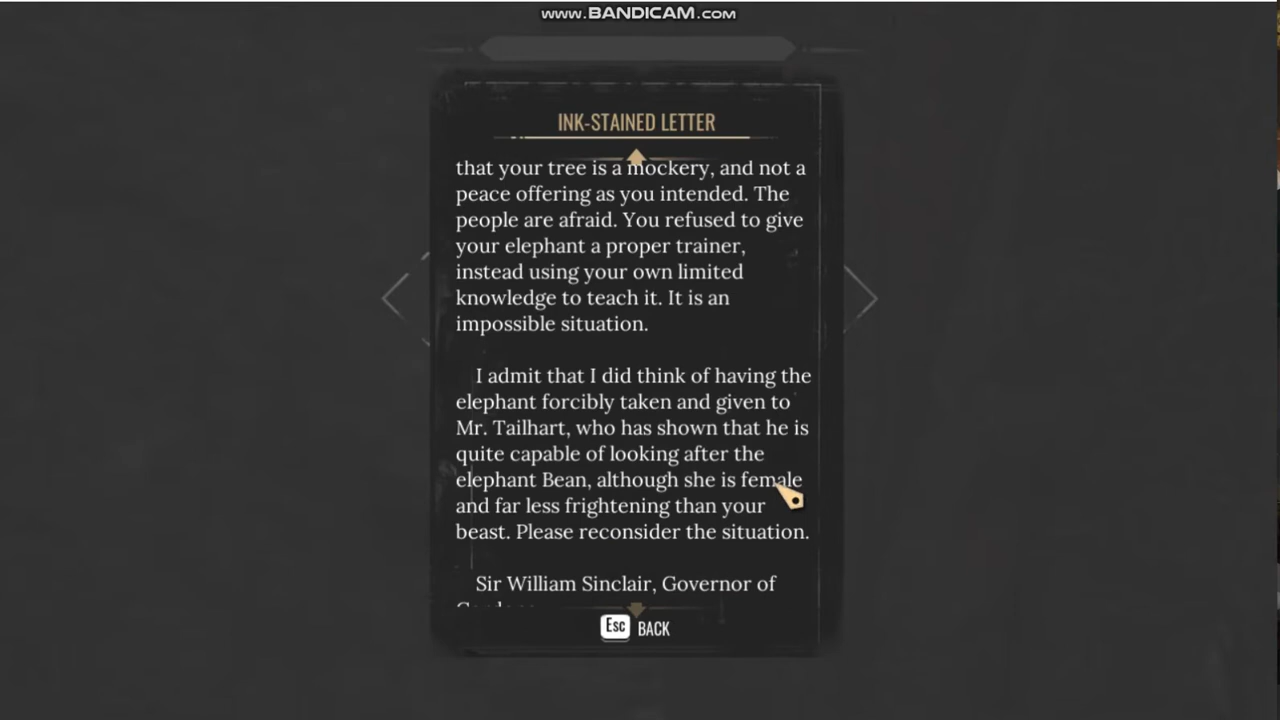 www.BANDICAM.com
INK-STAINED LETTER
that your tree is a mockery, and not a
peace offering as you intended. The
people are afraid. You refused to give
your elephant a proper trainer,
instead using your own limited
knowledge to teach it. It is an
impossible situation.
I admit that I did think of having the
elephant forcibly taken and given to
Mr. Tailhart, who has shown that he is
quite capable of looking after the
elephant Bean, although she is female
and far less frightening than your
beast. Please reconsider the situation.
Sir William Sinclair, Governor of
Esc BACK